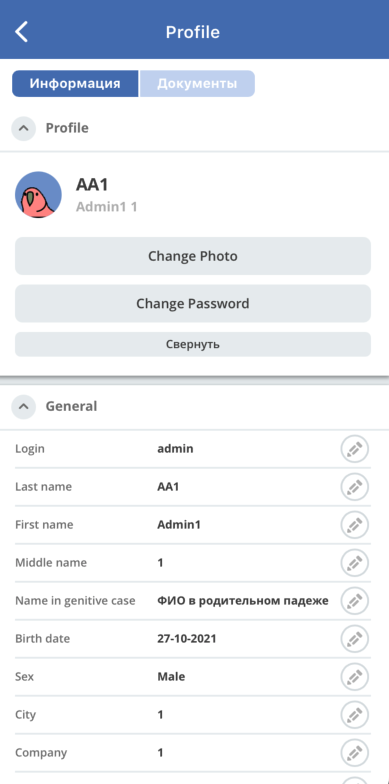 Profile
Информация Документы
Profile
AA1
Admin1 1
Change Photo
Change Password
Свернуть
General
Login admin
Last name AA1
First name Admin1
Middle name 1
Name in genitive case ФИО в родительном падеже
Birth date 27-10-2021
Sex Male
City 1
Company 1